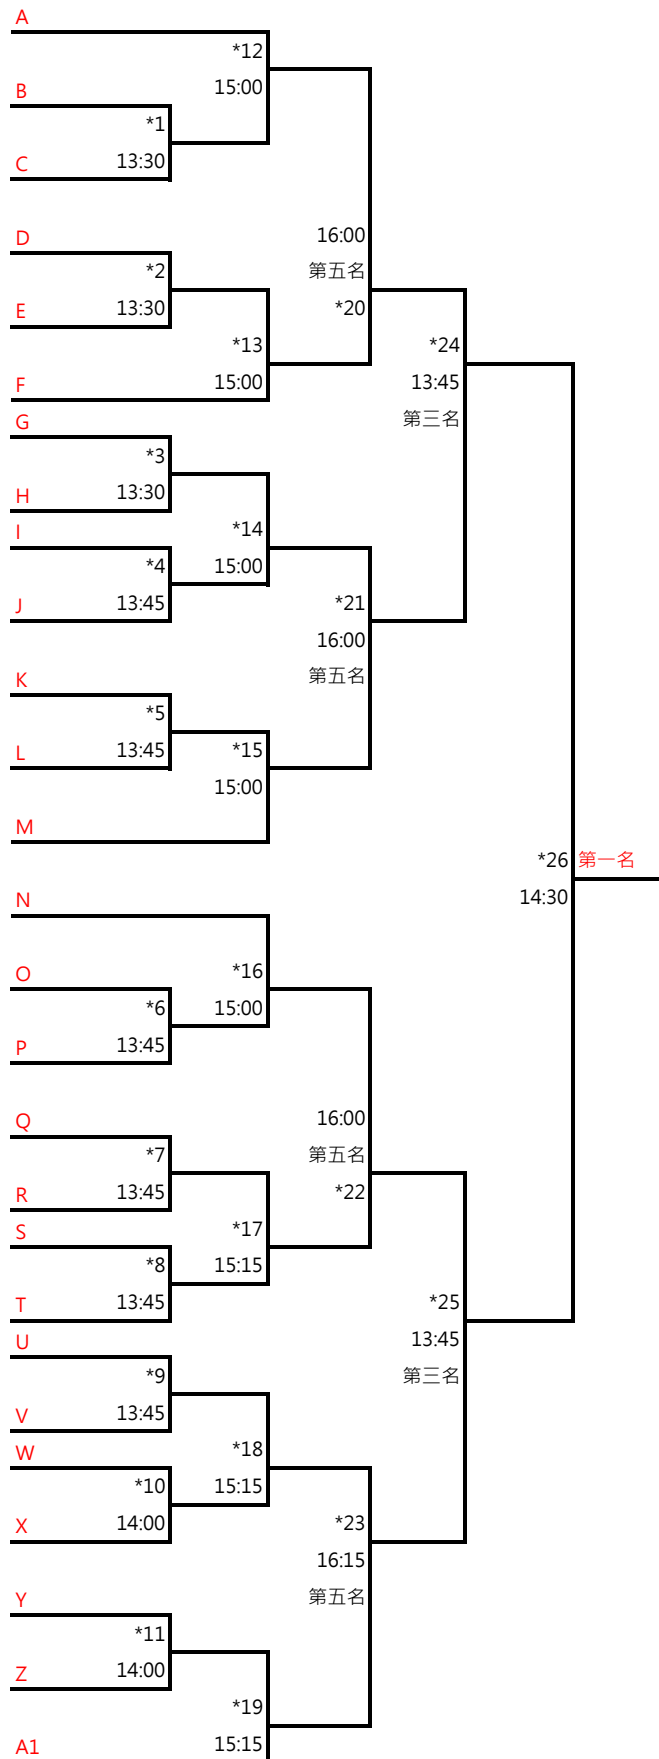 A
*12
15:00
B
*1
13:30
C
D
16:00
*2
第五名
13:30
E
*20
*13
*24
15:00
13:45
F
第三名
G
*3
13:30
H
*14
I
*4
15:00
13:45
J
*21
16:00
第五名
K
*5
13:45
L
*15
15:00
M
*26
第一名
14:30
N
*16
O
*6
15:00
13:45
P
16:00
Q
*7
第五名
13:45
R
*22
*17
S
*8
15:15
13:45
T
*25
13:45
U
*9
第三名
13:45
V
*18
W
*10
15:15
14:00
X
*23
16:15
第五名
Y
*11
14:00
Z
*19
15:15
A1